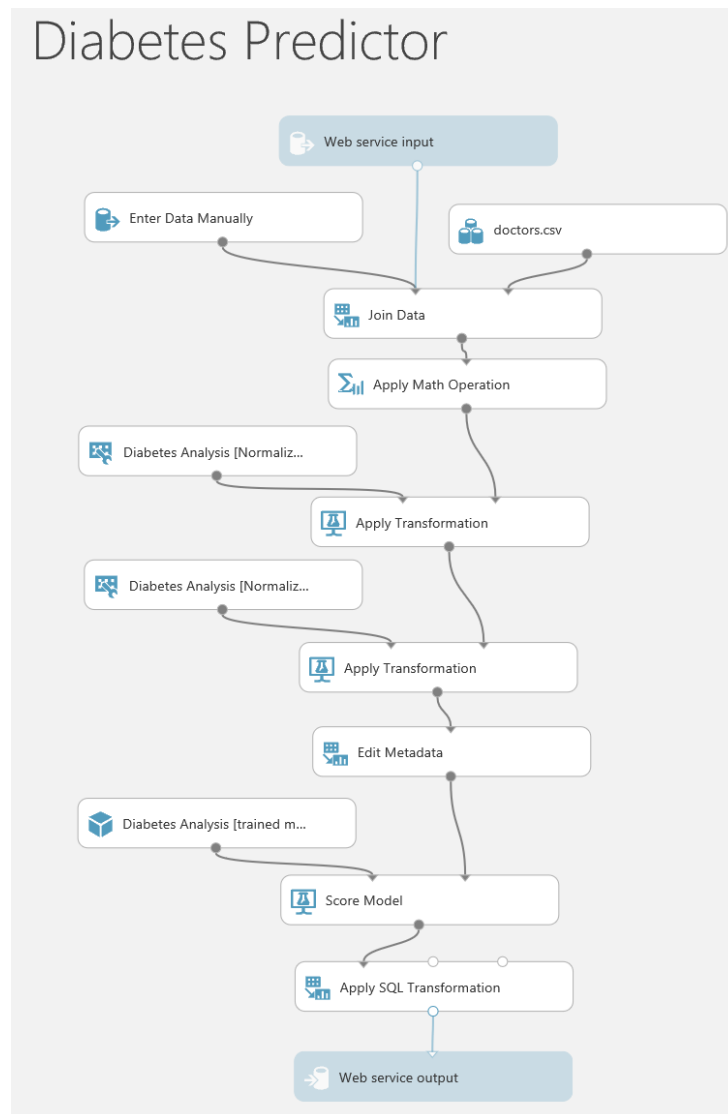 Diabetes Predictor
Web service input
Enter Data Manually
doctors.csv
Join Data
Apply Math Operation
Diabetes Analysis [Normaliz...
Apply Transformation
Diabetes Analysis [Normaliz...
Apply Transformation
Edit Metadata
Diabetes Analysis [trained m...
Score Model
Apply SQL Transformation
Web service output